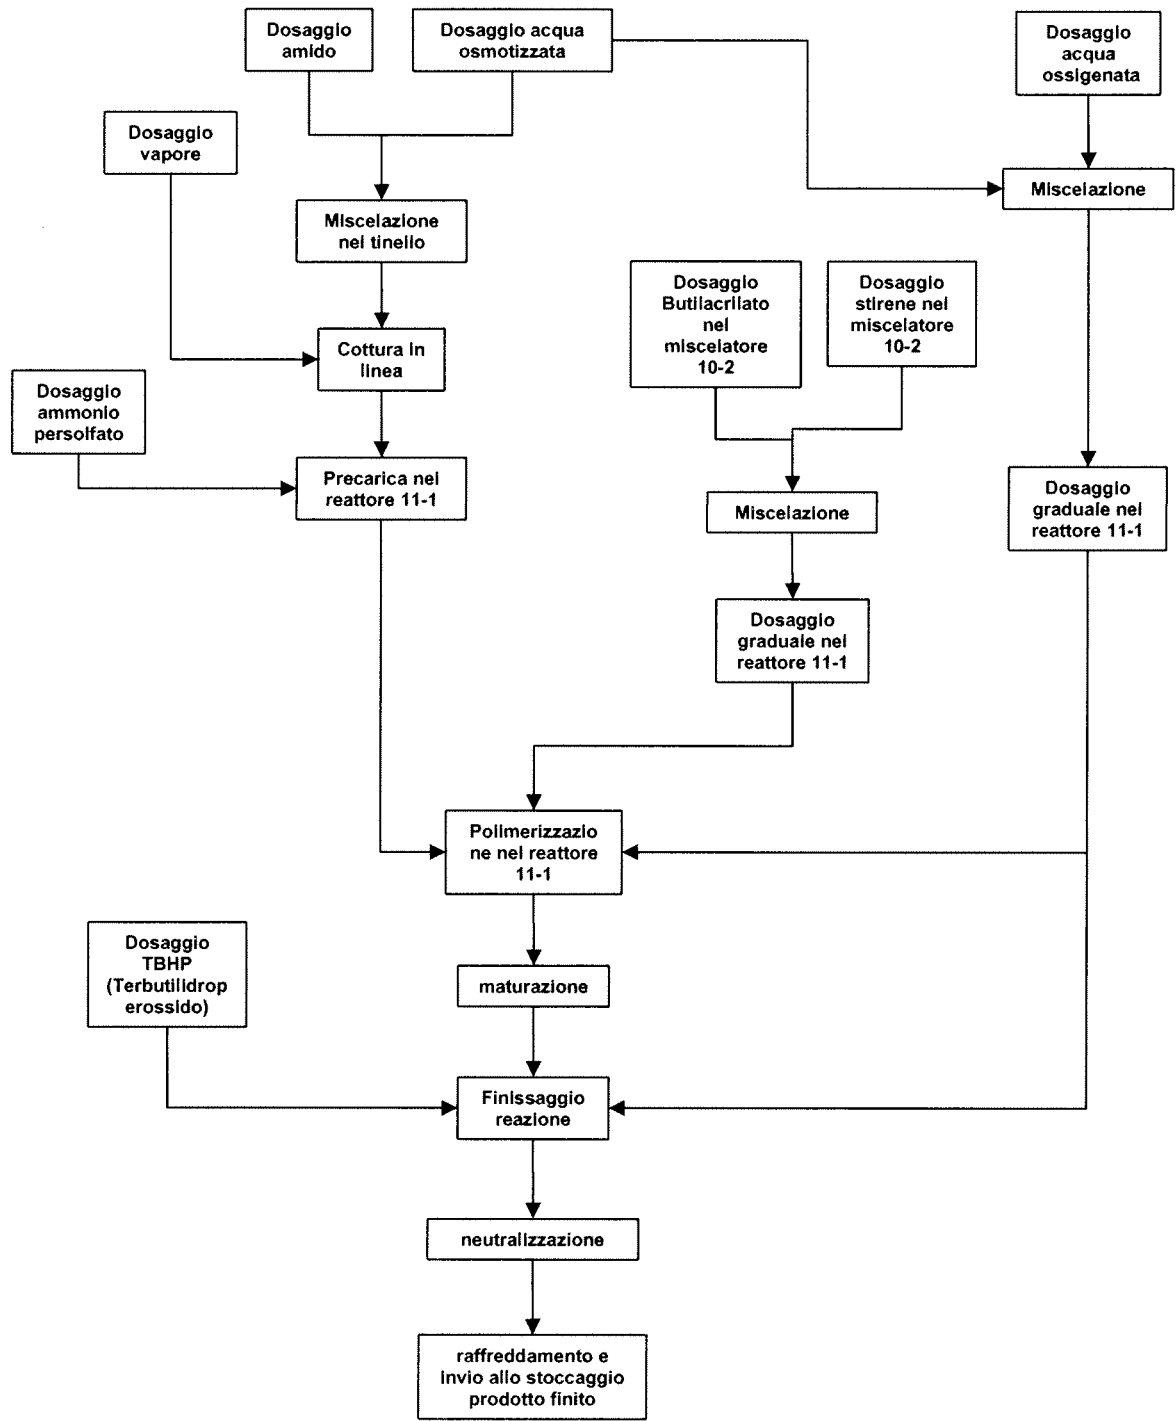 Dosaggio
amido
Dosaggio acqua
osmotizzata
Dosaggio
acqua
ossigenata
Dosaggio
vapore
Miscelazione
Miscelazione
nel tinello
Dosaggio
Butilacrilato
nel
miscelatore
10-2
Dosaggio
stirene nel
miscelatore
10-2
Cottura in
linea
Dosaggio
ammonio
persolfato
Precarica nel
reattore 11-1
Miscelazione
Dosaggio
graduale nel
reattore 11-1
Dosaggio
graduale nel
reattore 11-1
Polimerizzazio
ne nel reattore
11-1
Dosaggio
TBHP
(Terbutilidrop
erossido)
maturazione
Finissaggio
reazione
neutralizzazione
raffreddamento e
invio allo stoccaggio
prodotto finito